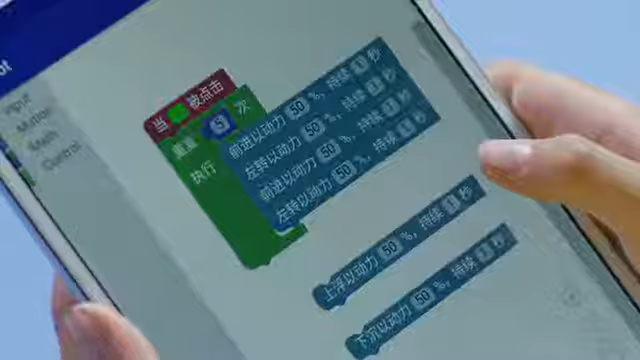 ot
Input
Motion
Math
Control
当 被点击
重复 5 次
执行
前进以动力 50 %，持续 1 秒
左转以动力 50 %，持续 1 秒
前进以动力 50 %，持续 1 秒
左转以动力 50 %，持续 1 秒
上浮以动力 50 %，持续 1 秒
下沉以动力 50 %，持续 1 秒